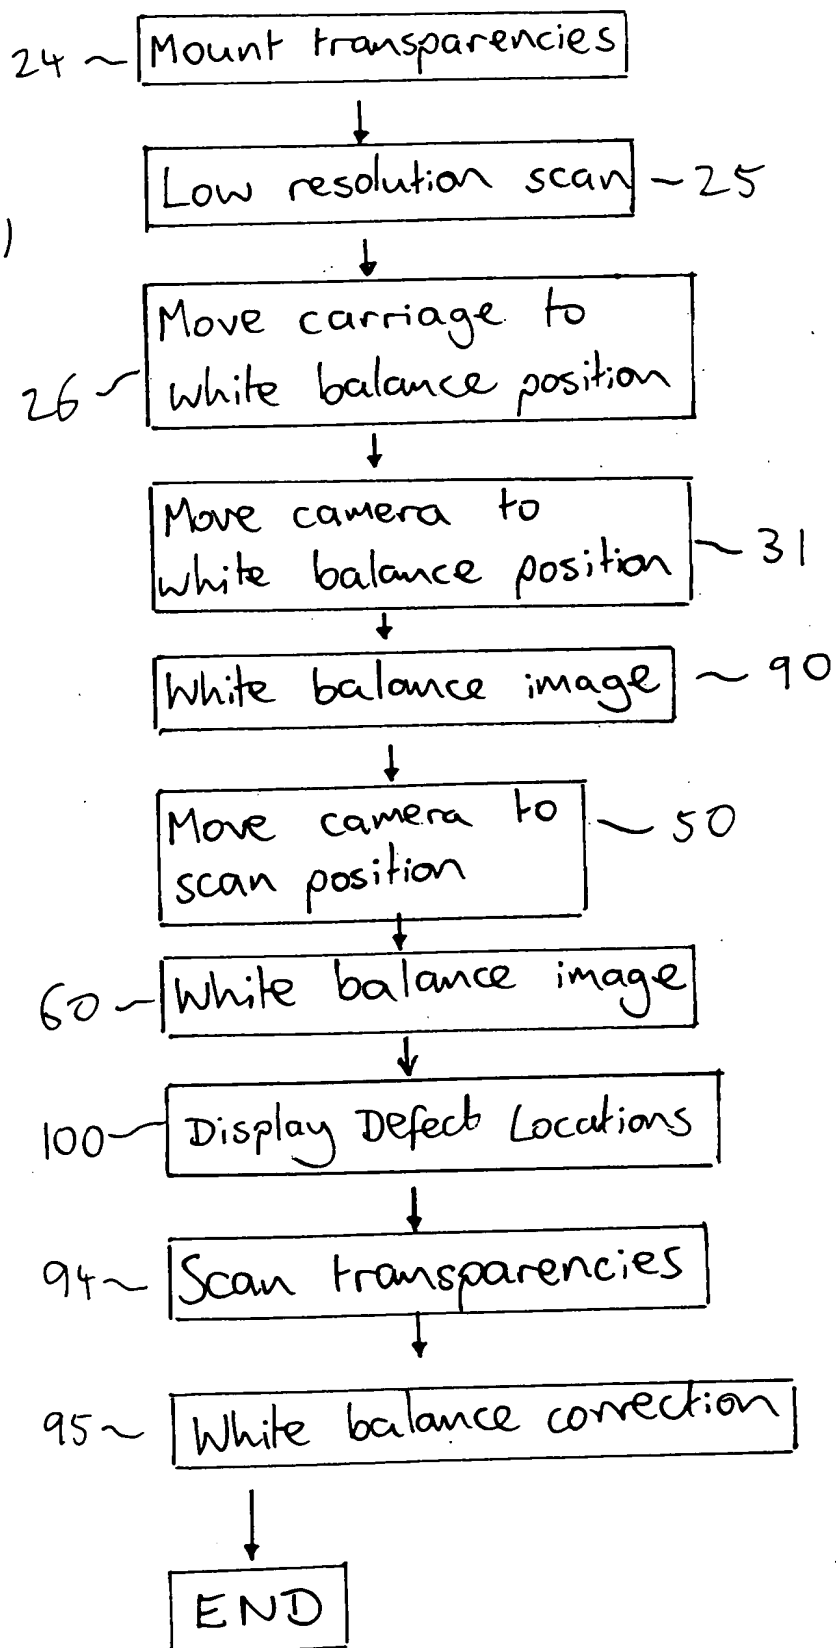 24 Mount transparencies
Low resolution scan 25
)
Move carriage to
26 white balance position
Move camera to
white balance position 31
White balance image 90
Move camera to 50
scan position
60 White balance image
100 Display Defect Locations
94 Scan transparencies
95 White balance correction
END